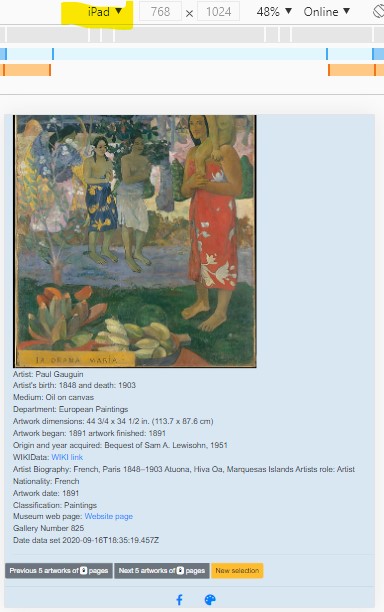 iPad ▼ 768 × 1024 48% ▼ Online ▼
IA ORANA MARIA
Artist: Paul Gauguin
Artist's birth: 1848 and death: 1903
Medium: Oil on canvas
Department: European Paintings
Artwork dimensions: 44 3/4 x 34 1/2 in. (113.7 x 87.6 cm)
Artwork began: 1891 artwork finished: 1891
Origin and year acquired: Bequest of Sam A. Lewisohn, 1951
WIKIData: WIKI link
Artist Biography: French, Paris 1848–1903 Atuona, Hiva Oa, Marquesas Islands Artists role: Artist
Nationality: French
Artwork date: 1891
Classification: Paintings
Museum web page: Website page
Gallery Number 825
Date data set 2020-09-16T18:35:19.457Z
Previous 5 artworks of pages Next 5 artworks of pages New selection